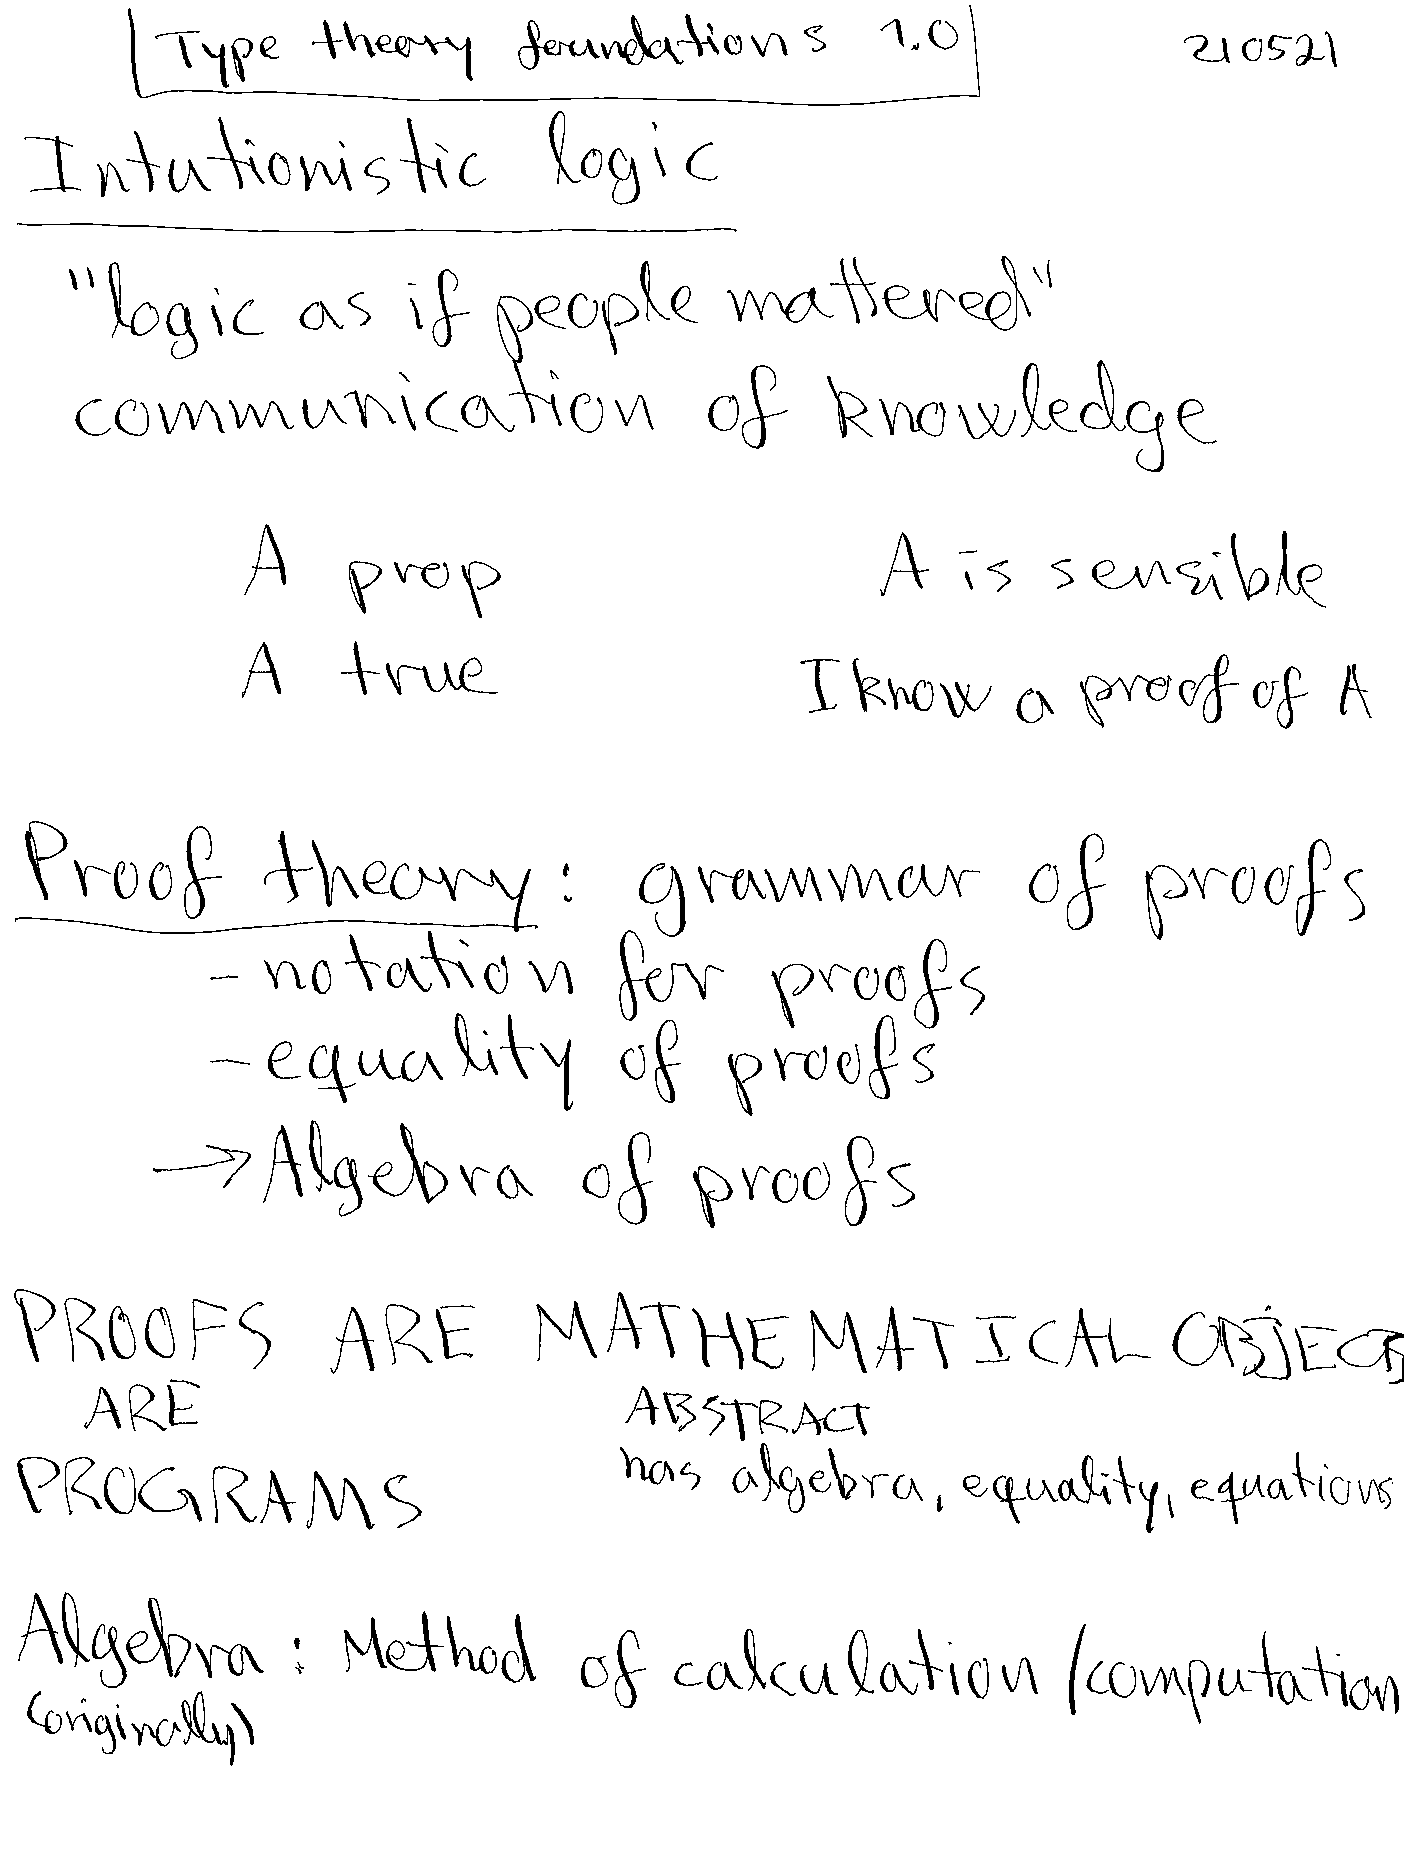 Type theory foundations 1.0 210521
Intutionistic logic
"logic as if people mattered"
communication of knowledge
A prop A is sensible
A true I know a proof of A
Proof theory: grammar of proofs
- notation for proofs
- equality of proofs
→ Algebra of proofs
PROOFS ARE MATHEMATICAL OBJECTS
ARE ABSTRACT
PROGRAMS has algebra, equality, equations
Algebra: Method of calculation/computation
(originally)